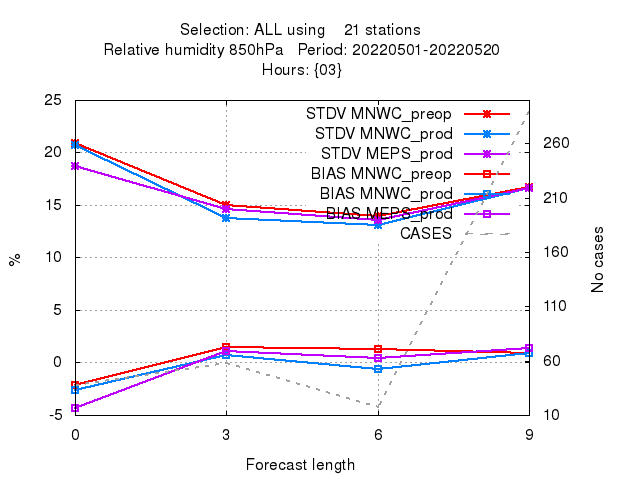 Selection: ALL using 21 stations
Relative humidity 850hPa Period: 20220501-20220520
Hours: {03}
25
20
15
10
5
0
-5
%
STDV MNWC_preop
STDV MNWC_prod
STDV MEPS_prod
BIAS MNWC_preop
BIAS MNWC_prod
BIAS MEPS_prod
CASES
260
210
160
110
60
10
No cases
0 3 6 9
Forecast length